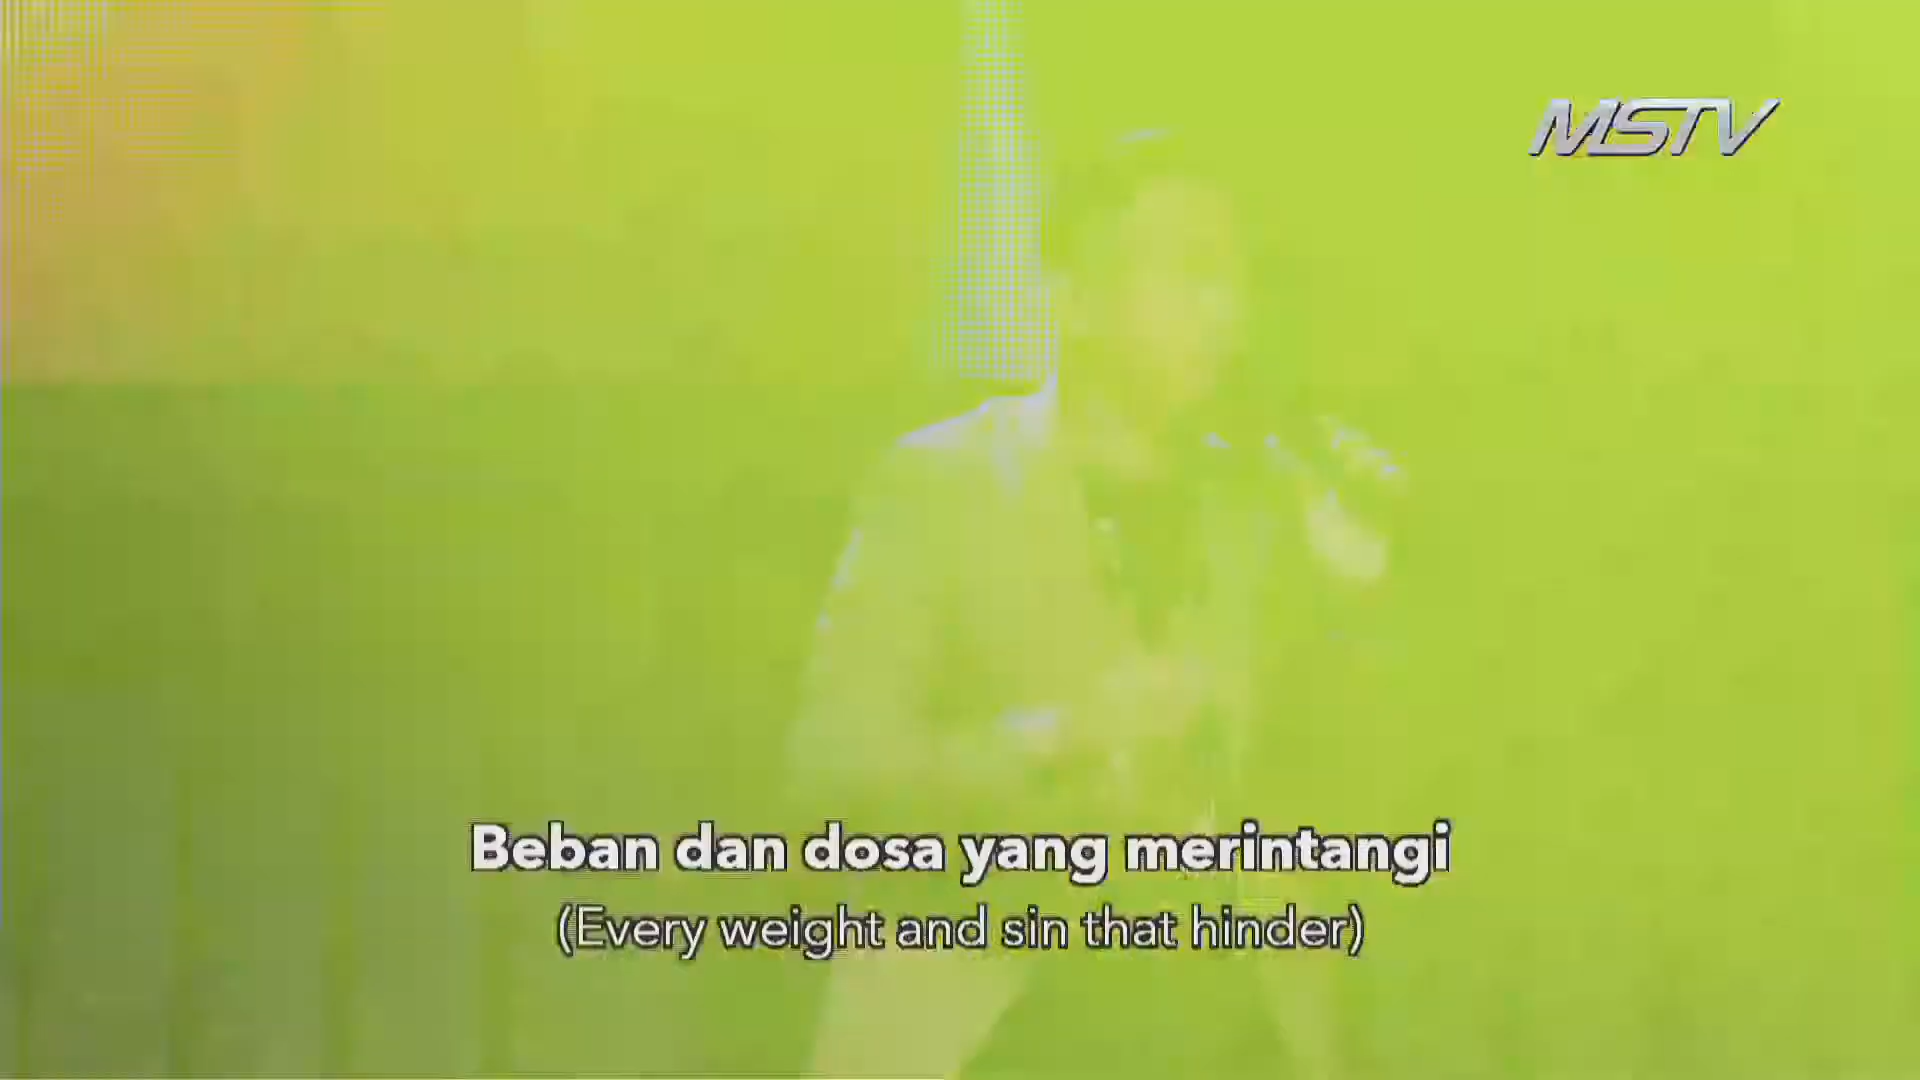 MSTV
Beban dan dosa yang merintangi
(Every weight and sin that hinder)